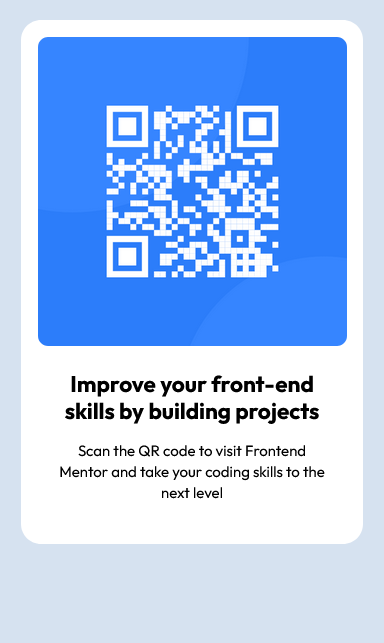 Improve your front-end
skills by building projects
Scan the QR code to visit Frontend
Mentor and take your coding skills to the
next level